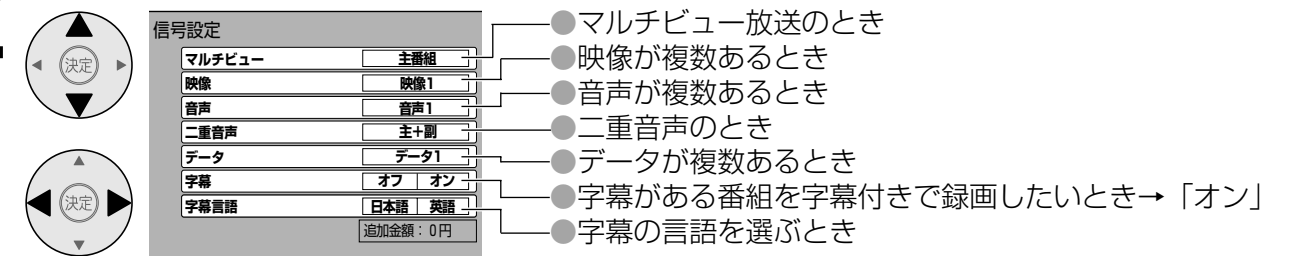 決定
決定
信号設定
マルチビュー 主番組
映像 映像1
音声 音声1
二重音声 主+副
データ データ1
字幕 オフ オン
字幕言語 日本語 英語
追加金額：0円
●マルチビュー放送のとき
●映像が複数あるとき
●音声が複数あるとき
●二重音声のとき
●データが複数あるとき
●字幕がある番組を字幕付きで録画したいとき→「オン」
●字幕の言語を選ぶとき